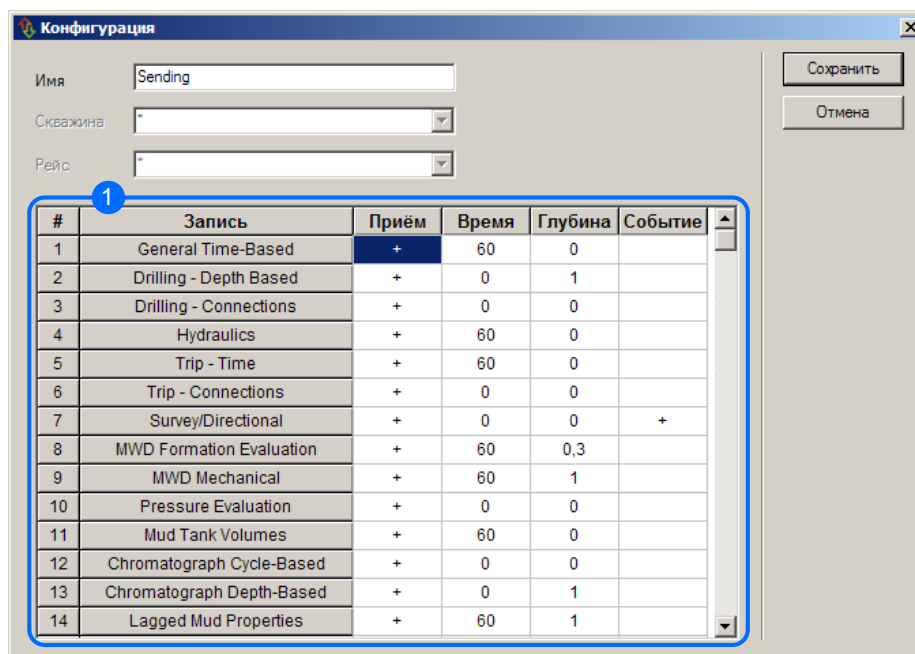 Конфигурация
Имя Sending Сохранить
Скважина * Отмена
Рейс *
1
# Запись Приём Время Глубина Событие
1 General Time-Based + 60 0
2 Drilling - Depth Based + 0 1
3 Drilling - Connections + 0 0
4 Hydraulics + 60 0
5 Trip - Time + 60 0
6 Trip - Connections + 0 0
7 Survey/Directional + 0 0 +
8 MWD Formation Evaluation + 60 0,3
9 MWD Mechanical + 60 1
10 Pressure Evaluation + 0 0
11 Mud Tank Volumes + 60 0
12 Chromatograph Cycle-Based + 0 0
13 Chromatograph Depth-Based + 0 1
14 Lagged Mud Properties + 60 1